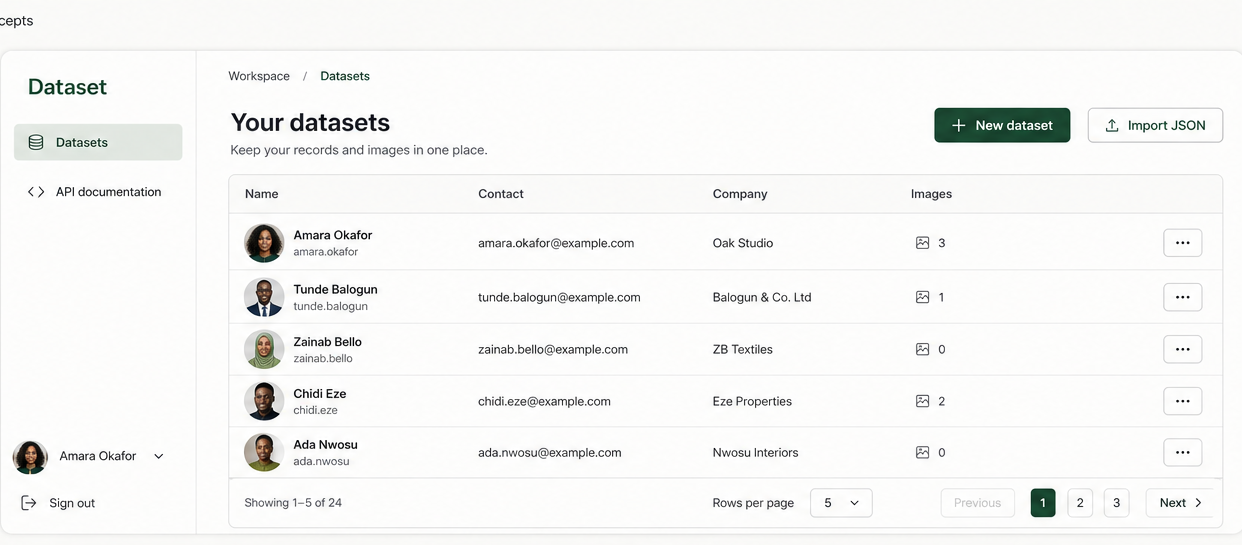 cepts
Dataset
Datasets
API documentation
Amara Okafor
Sign out
Workspace / Datasets
Your datasets
Keep your records and images in one place.
+ New dataset
Import JSON
Name Contact Company Images
Amara Okafor
amara.okafor
amara.okafor@example.com
Oak Studio
3
Tunde Balogun
tunde.balogun
tunde.balogun@example.com
Balogun & Co. Ltd
1
Zainab Bello
zainab.bello
zainab.bello@example.com
ZB Textiles
0
Chidi Eze
chidi.eze
chidi.eze@example.com
Eze Properties
2
Ada Nwosu
ada.nwosu
ada.nwosu@example.com
Nwosu Interiors
0
Showing 1–5 of 24
Rows per page 5
Previous 1 2 3 Next